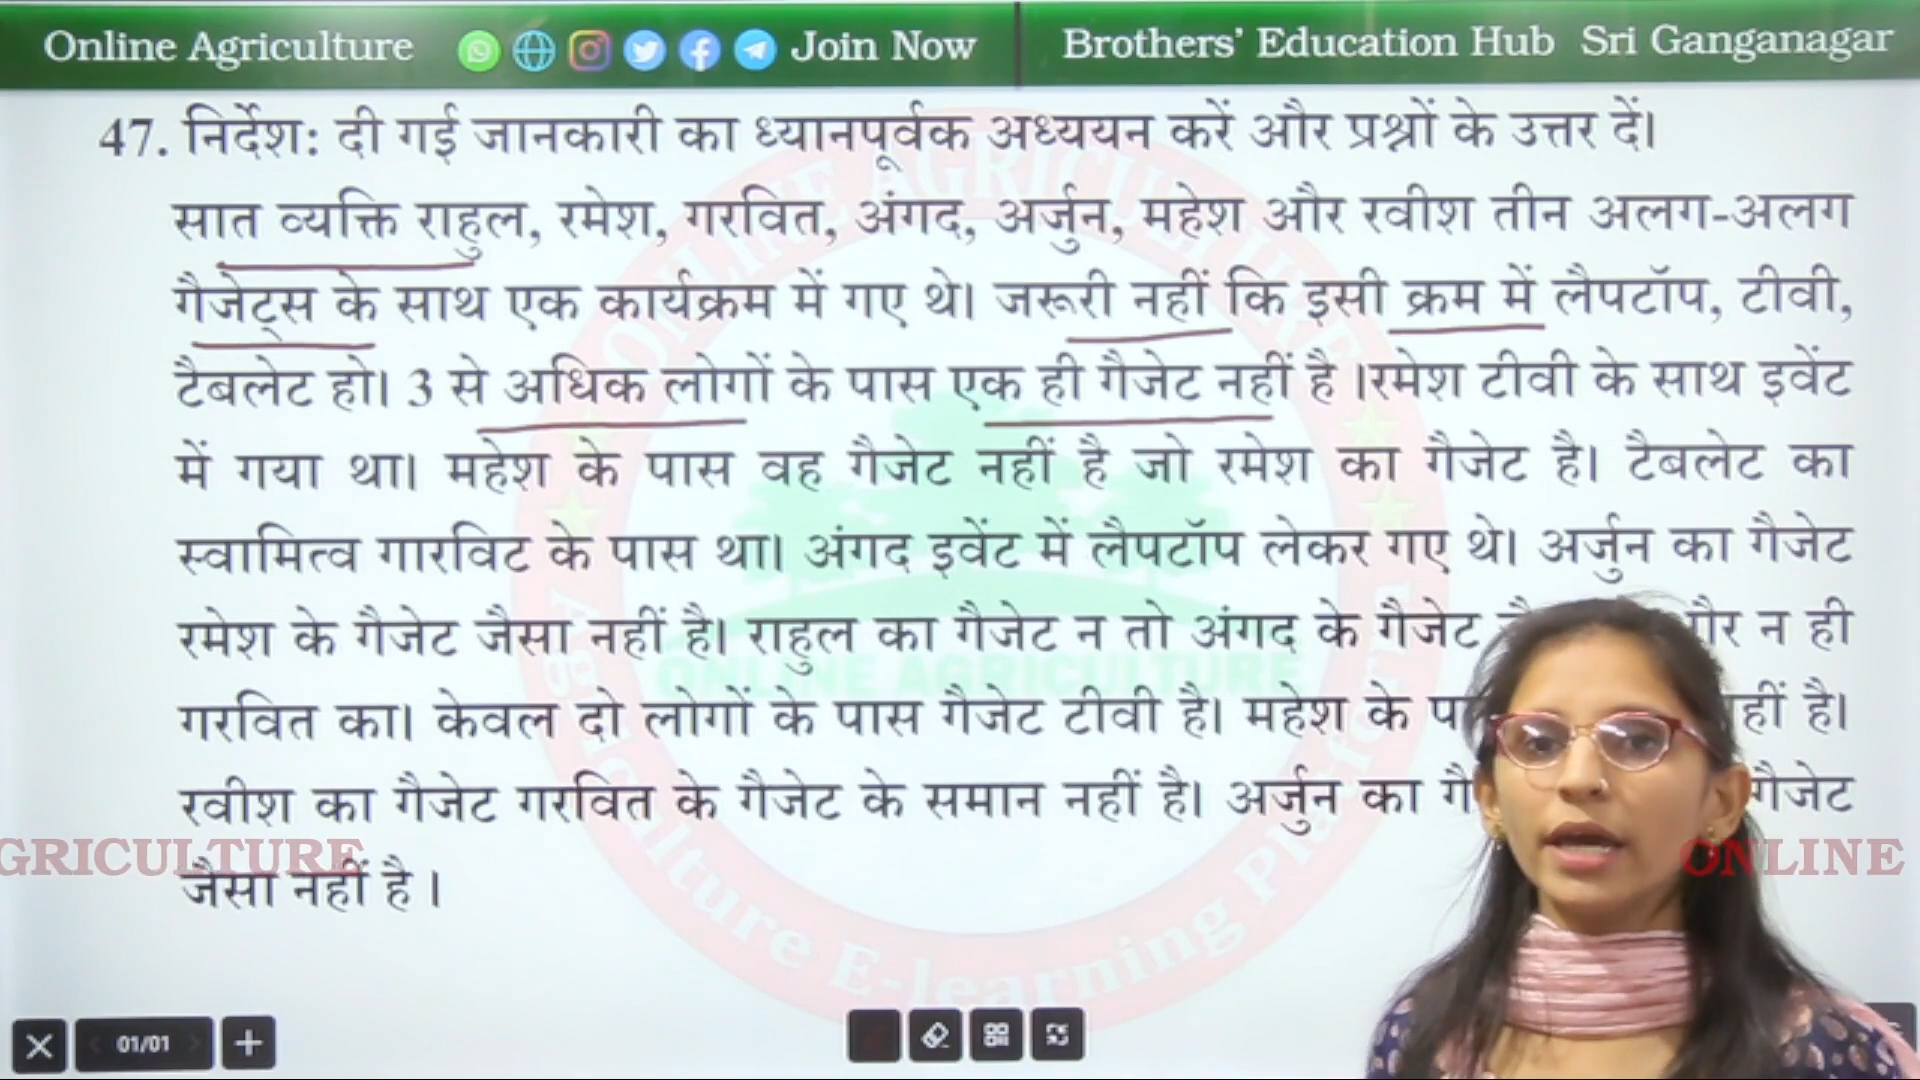 Online Agriculture Join Now Brothers’ Education Hub Sri Ganganagar
47. निर्देश: दी गई जानकारी का ध्यानपूर्वक अध्ययन करें और प्रश्नों के उत्तर दें।
सात व्यक्ति राहुल, रमेश, गरवित, अंगद, अर्जुन, महेश और रवीश तीन अलग-अलग
गैजेट्स के साथ एक कार्यक्रम में गए थे। जरूरी नहीं कि इसी क्रम में लैपटॉप, टीवी,
टैबलेट हो। 3 से अधिक लोगों के पास एक ही गैजेट नहीं है ।रमेश टीवी के साथ इवेंट
में गया था। महेश के पास वह गैजेट नहीं है जो रमेश का गैजेट है। टैबलेट का
स्वामित्व गारविट के पास था। अंगद इवेंट में लैपटॉप लेकर गए थे। अर्जुन का गैजेट
रमेश के गैजेट जैसा नहीं है। राहुल का गैजेट न तो अंगद के गैजेट न ही
गरवित का। केवल दो लोगों के पास गैजेट टीवी है। महेश के है।
रवीश का गैजेट गरवित के गैजेट के समान नहीं है। अर्जुन का गैजेट
जैसा नहीं है ।
GRICULTURE
ONLINE
ONLINE AGRICULTURE
Agriculture E-learning
01/01